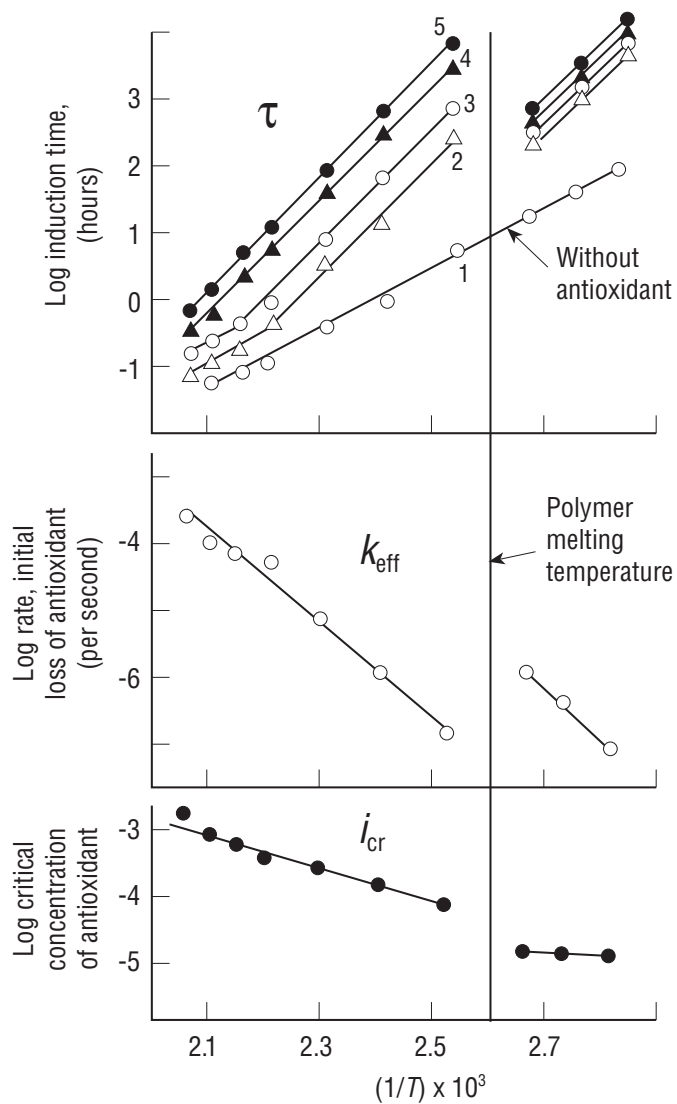 Log induction time,
(hours)
3
2
1
0
-1
τ
5
4
3
2
1
Without
antioxidant
Log rate, initial
loss of antioxidant
(per second)
-4
-6
k eff
Polymer
melting
temperature
Log critical
concentration
of antioxidant
-3
-4
-5
i cr
2.1 2.3 2.5 2.7
(1/T) x 10³